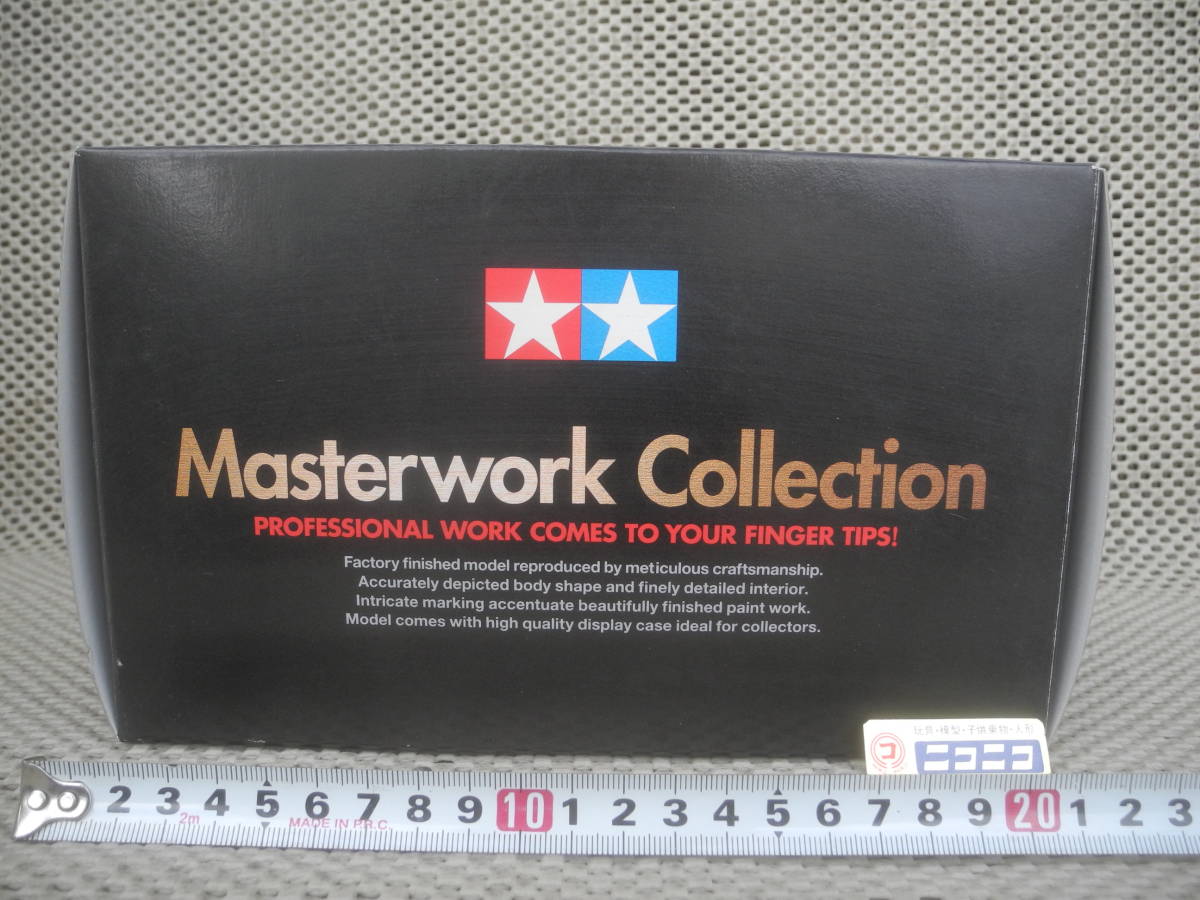 Masterwork Collection
PROFESSIONAL WORK COMES TO YOUR FINGER TIPS!
Factory finished model reproduced by meticulous craftsmanship.
Accurately depicted body shape and finely detailed interior.
Intricate marking accentuate beautifully finished paint work.
Model comes with high quality display case ideal for collectors.
玩具・模型・子供乗物・人形
コ ニコニコ
2 3 4 5 6 7 8 9 10 1 2 3 4 5 6 7 8 9 20 1 2 3
2m MADE IN P.R.C.